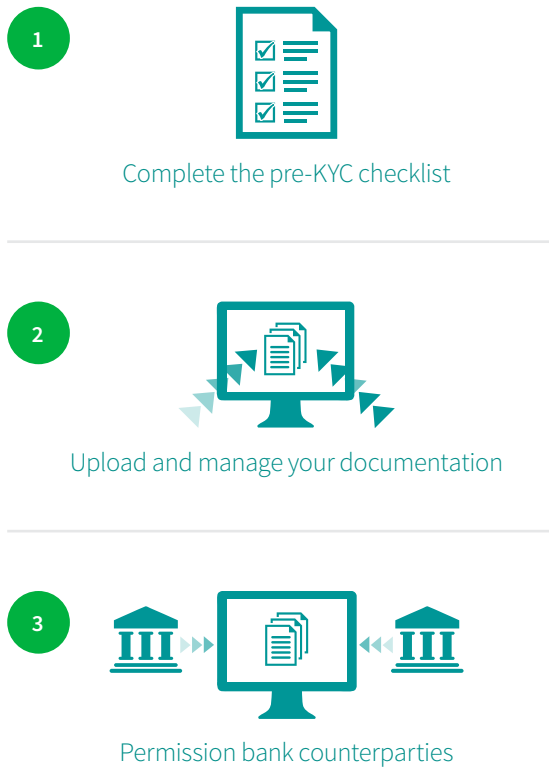 1
Complete the pre-KYC checklist
2
Upload and manage your documentation
3
Permission bank counterparties